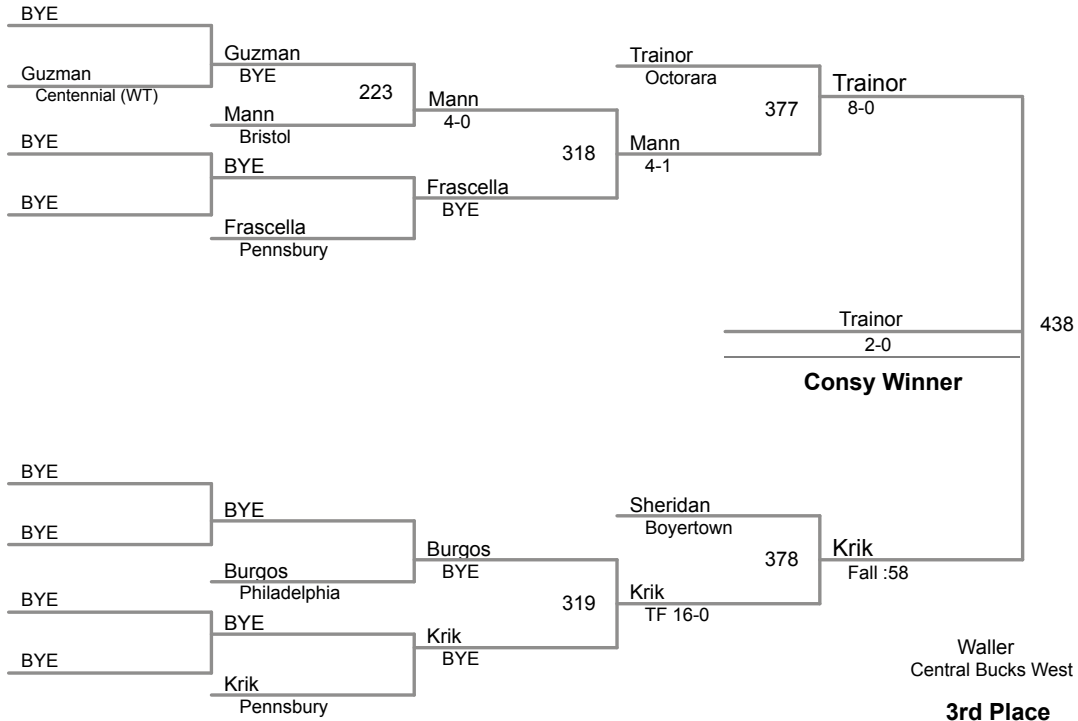 BYE
Guzman
Centennial (WT)
BYE
BYE
Guzman
BYE
223
Mann
Bristol
BYE
Frascella
Pennsbury
Mann
4-0
318
Frascella
BYE
Trainor
Octorara
377
Mann
4-1
Trainor
8-0
Trainor
438
2-0
Consy Winner
BYE
BYE
BYE
BYE
BYE
Burgos
Philadelphia
BYE
Krik
Pennsbury
Burgos
BYE
319
Krik
BYE
Sheridan
Boyertown
378
Krik
TF 16-0
Krik
Fall :58
Waller
Central Bucks West
3rd Place